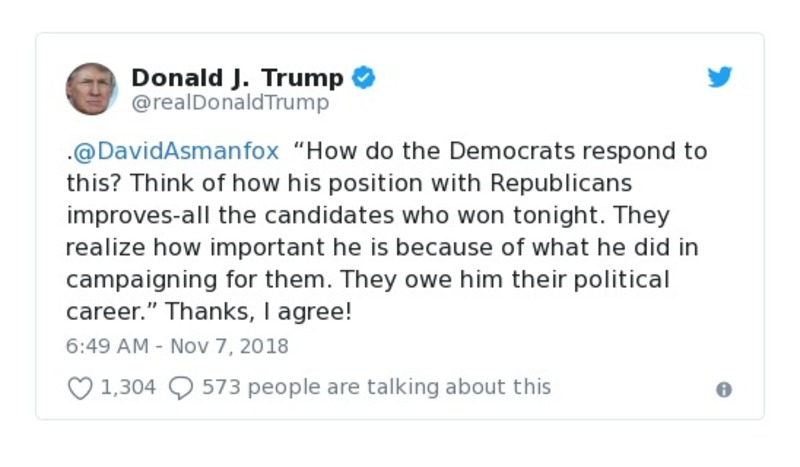 Donald J. Trump
@realDonaldTrump
.@DavidAsmanfox “How do the Democrats respond to
this? Think of how his position with Republicans
improves-all the candidates who won tonight. They
realize how important he is because of what he did in
campaigning for them. They owe him their political
career.” Thanks, I agree!
6:49 AM - Nov 7, 2018
1,304 573 people are talking about this